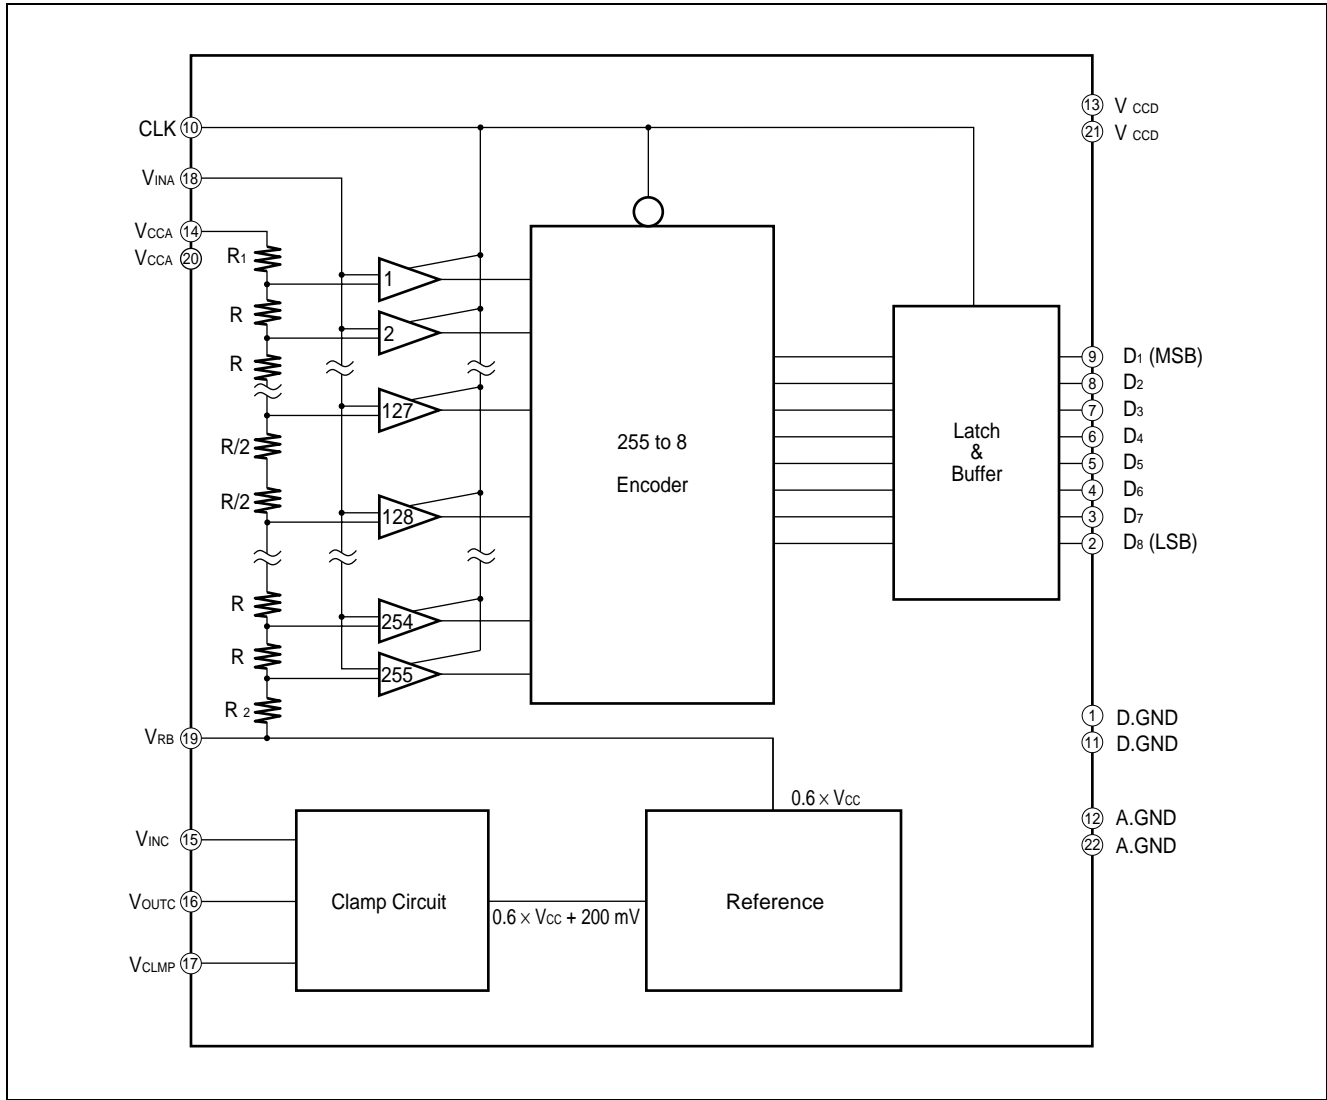 CLK 10
VINA 18
VCCA 14
VCCA 20
R1
R
R
R/2
R/2
R
R
R 2
VRB 19
VINC 15
VOUTC 16
VCLMP 17
1
2
127
128
254
255
255 to 8
Encoder
Latch
&
Buffer
13 V CCD
21 V CCD
9 D1 (MSB)
8 D2
7 D3
6 D4
5 D5
4 D6
3 D7
2 D8 (LSB)
1 D.GND
11 D.GND
12 A.GND
22 A.GND
Clamp Circuit
0.6 × VCC + 200 mV
0.6 × VCC
Reference